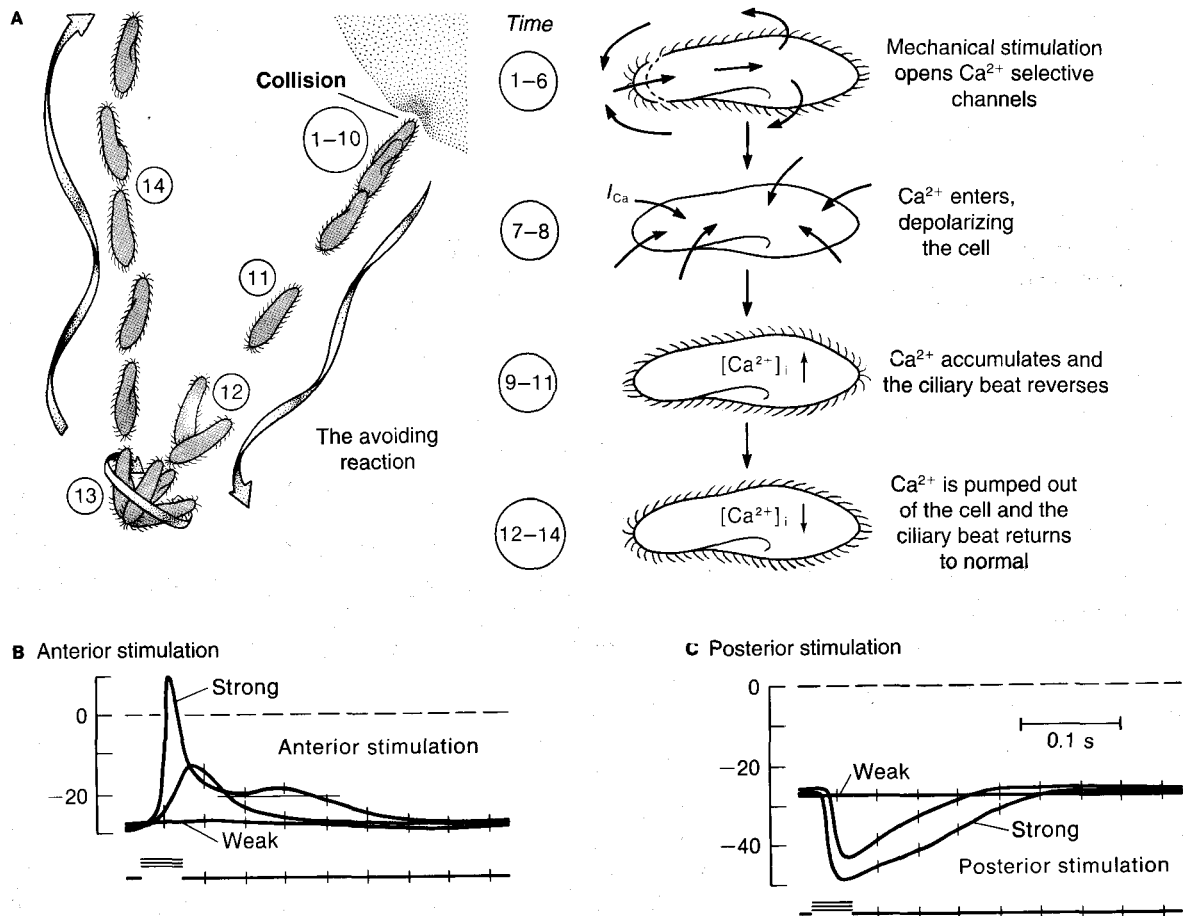 A
Time
Collision
1–10
14
11
12
13
The avoiding
reaction
1–6
Mechanical stimulation
opens Ca²⁺ selective
channels
7–8
I_Ca
Ca²⁺ enters,
depolarizing
the cell
9–11
[Ca²⁺]ᵢ
Ca²⁺ accumulates and
the ciliary beat reverses
12–14
[Ca²⁺]ᵢ
Ca²⁺ is pumped out
of the cell and the
ciliary beat returns
to normal
B Anterior stimulation
Strong
0
Anterior stimulation
−20
Weak
C Posterior stimulation
0
0.1 s
−20
Weak
Strong
−40
Posterior stimulation